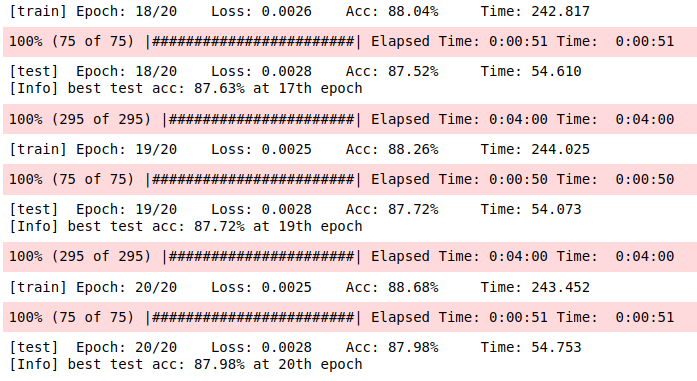 [train] Epoch: 18/20    Loss: 0.0026    Acc: 88.04%     Time: 242.817
100% (75 of 75) |########################| Elapsed Time: 0:00:51 Time:  0:00:51
[test]  Epoch: 18/20    Loss: 0.0028    Acc: 87.52%     Time: 54.610
[Info] best test acc: 87.63% at 17th epoch
100% (295 of 295) |######################| Elapsed Time: 0:04:00 Time:  0:04:00
[train] Epoch: 19/20    Loss: 0.0025    Acc: 88.26%     Time: 244.025
100% (75 of 75) |########################| Elapsed Time: 0:00:50 Time:  0:00:50
[test]  Epoch: 19/20    Loss: 0.0028    Acc: 87.72%     Time: 54.073
[Info] best test acc: 87.72% at 19th epoch
100% (295 of 295) |######################| Elapsed Time: 0:04:00 Time:  0:04:00
[train] Epoch: 20/20    Loss: 0.0025    Acc: 88.68%     Time: 243.452
100% (75 of 75) |########################| Elapsed Time: 0:00:51 Time:  0:00:51
[test]  Epoch: 20/20    Loss: 0.0028    Acc: 87.98%     Time: 54.753
[Info] best test acc: 87.98% at 20th epoch